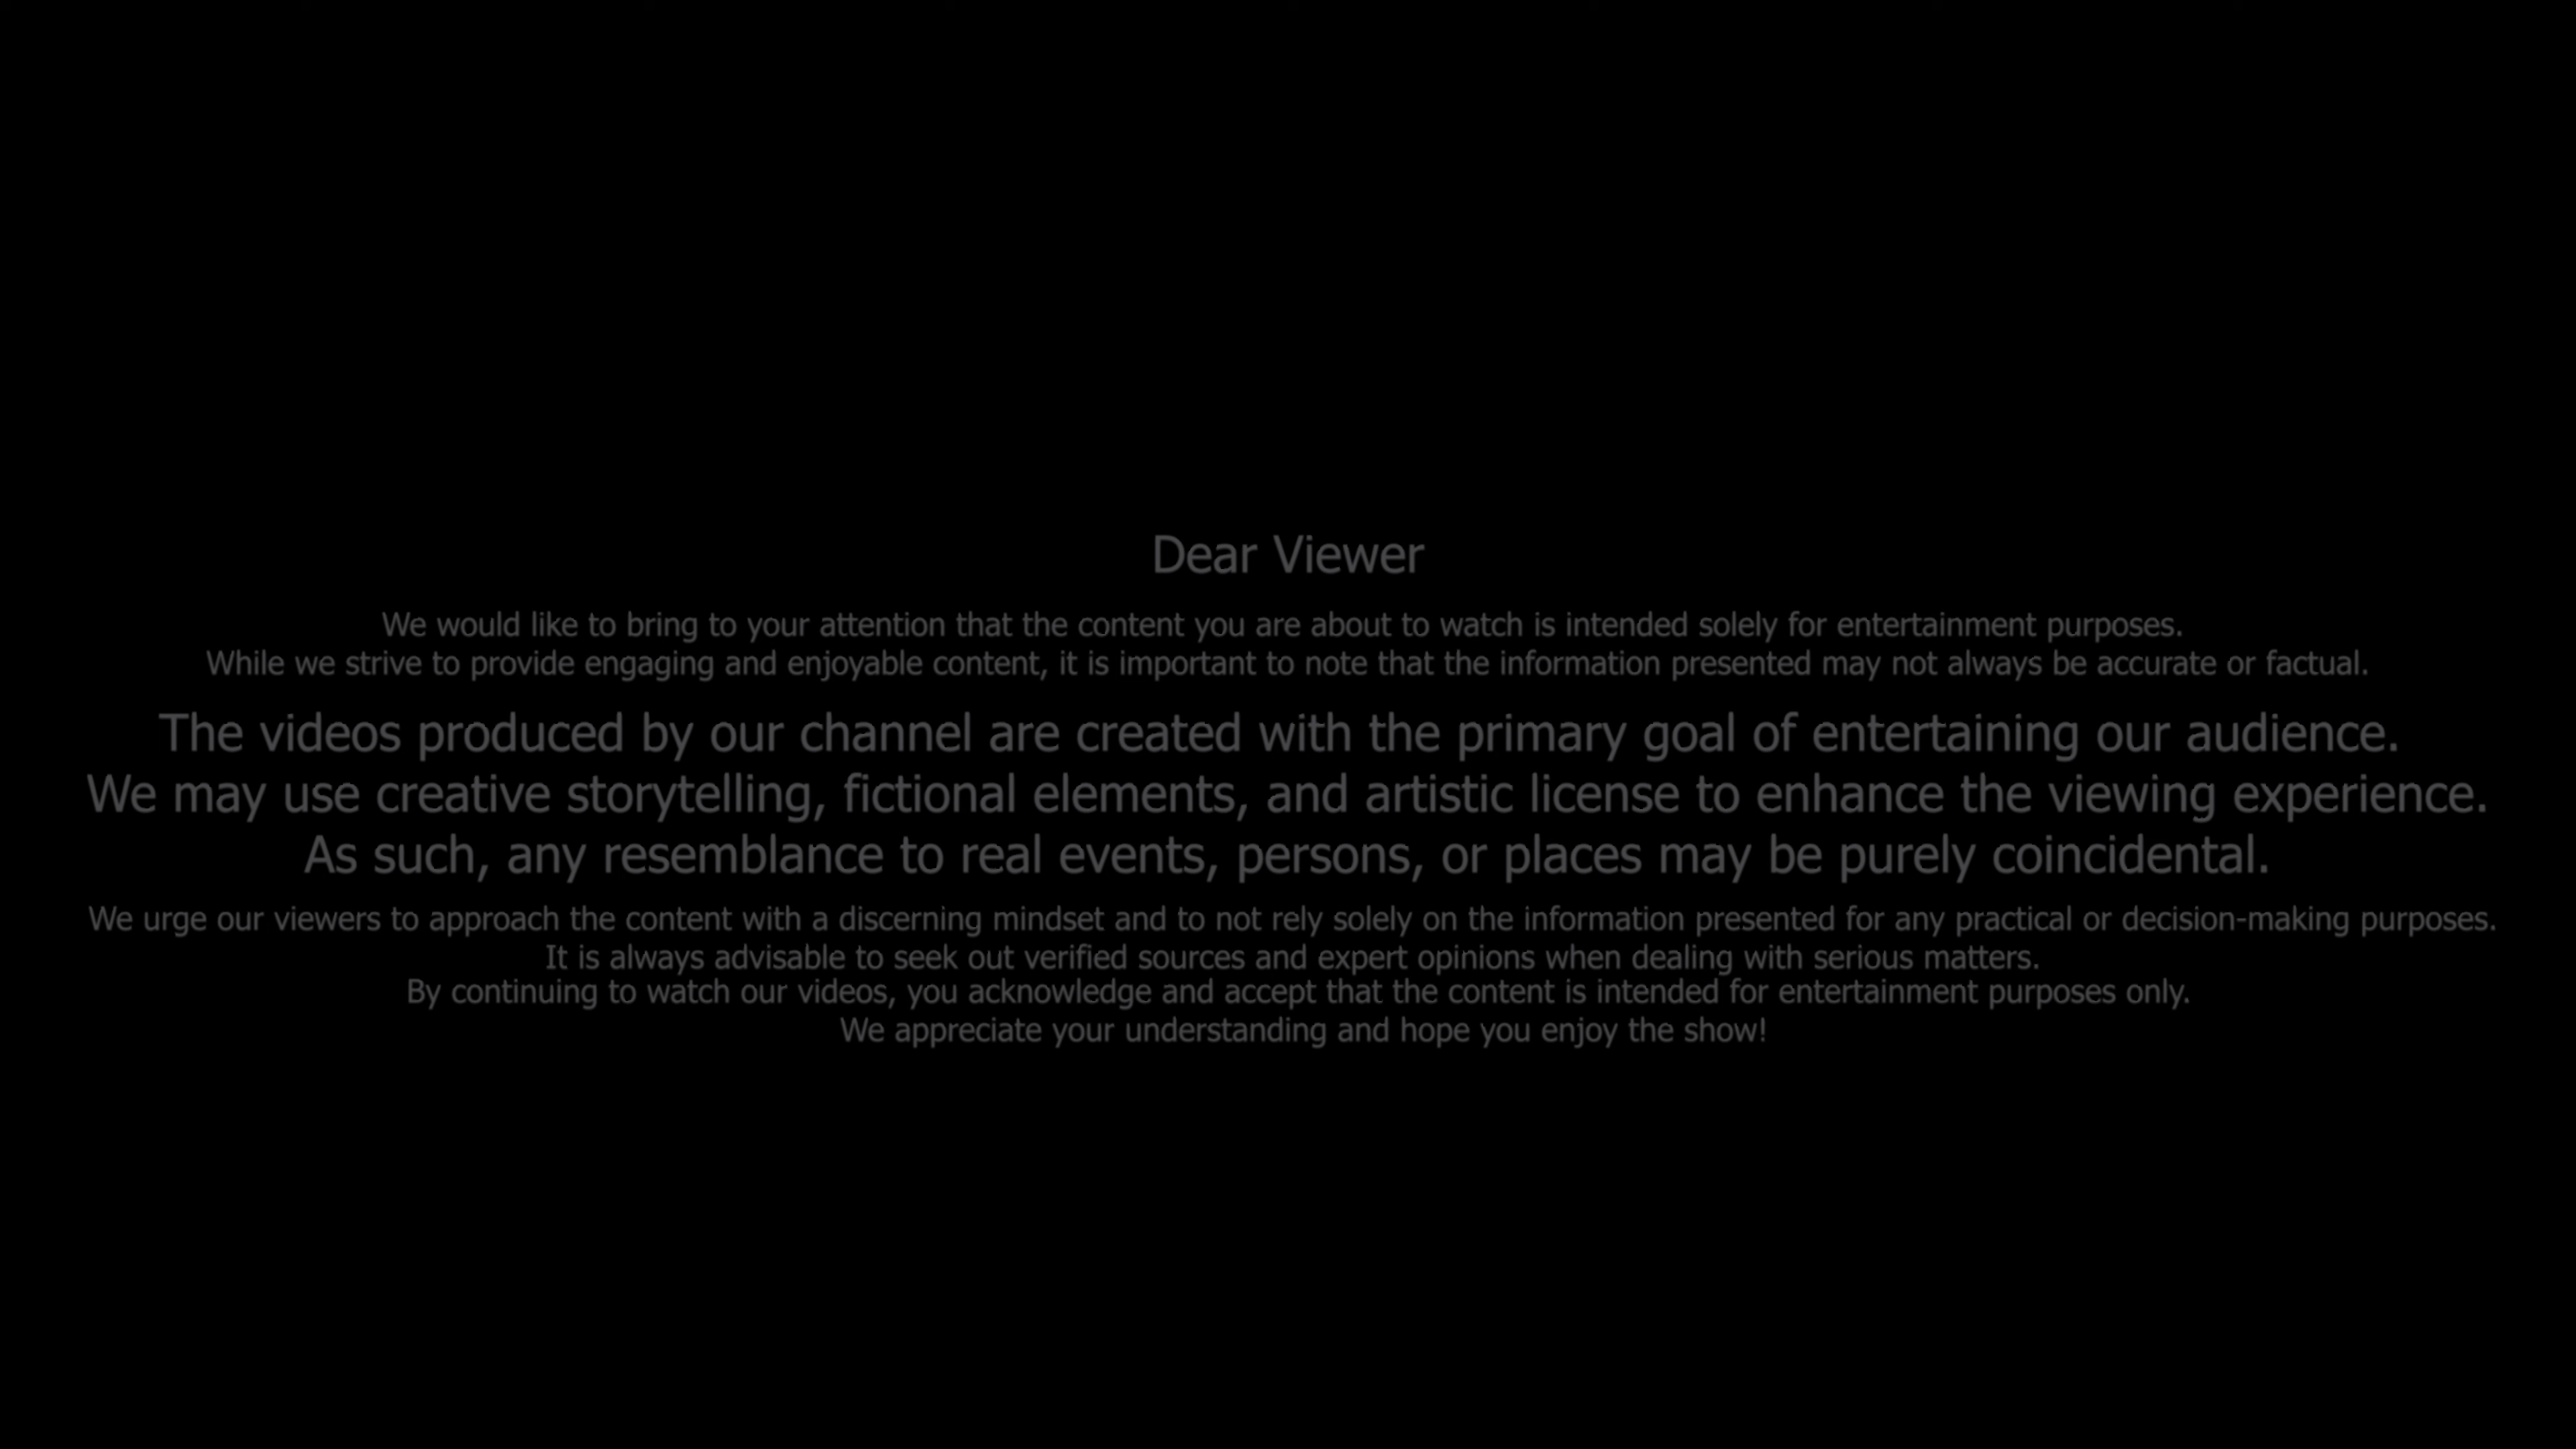 Dear Viewer
We would like to bring to your attention that the content you are about to watch is intended solely for entertainment purposes.
While we strive to provide engaging and enjoyable content, it is important to note that the information presented may not always be accurate or factual.
The videos produced by our channel are created with the primary goal of entertaining our audience.
We may use creative storytelling, fictional elements, and artistic license to enhance the viewing experience.
As such, any resemblance to real events, persons, or places may be purely coincidental.
We urge our viewers to approach the content with a discerning mindset and to not rely solely on the information presented for any practical or decision-making purposes.
It is always advisable to seek out verified sources and expert opinions when dealing with serious matters.
By continuing to watch our videos, you acknowledge and accept that the content is intended for entertainment purposes only.
We appreciate your understanding and hope you enjoy the show!